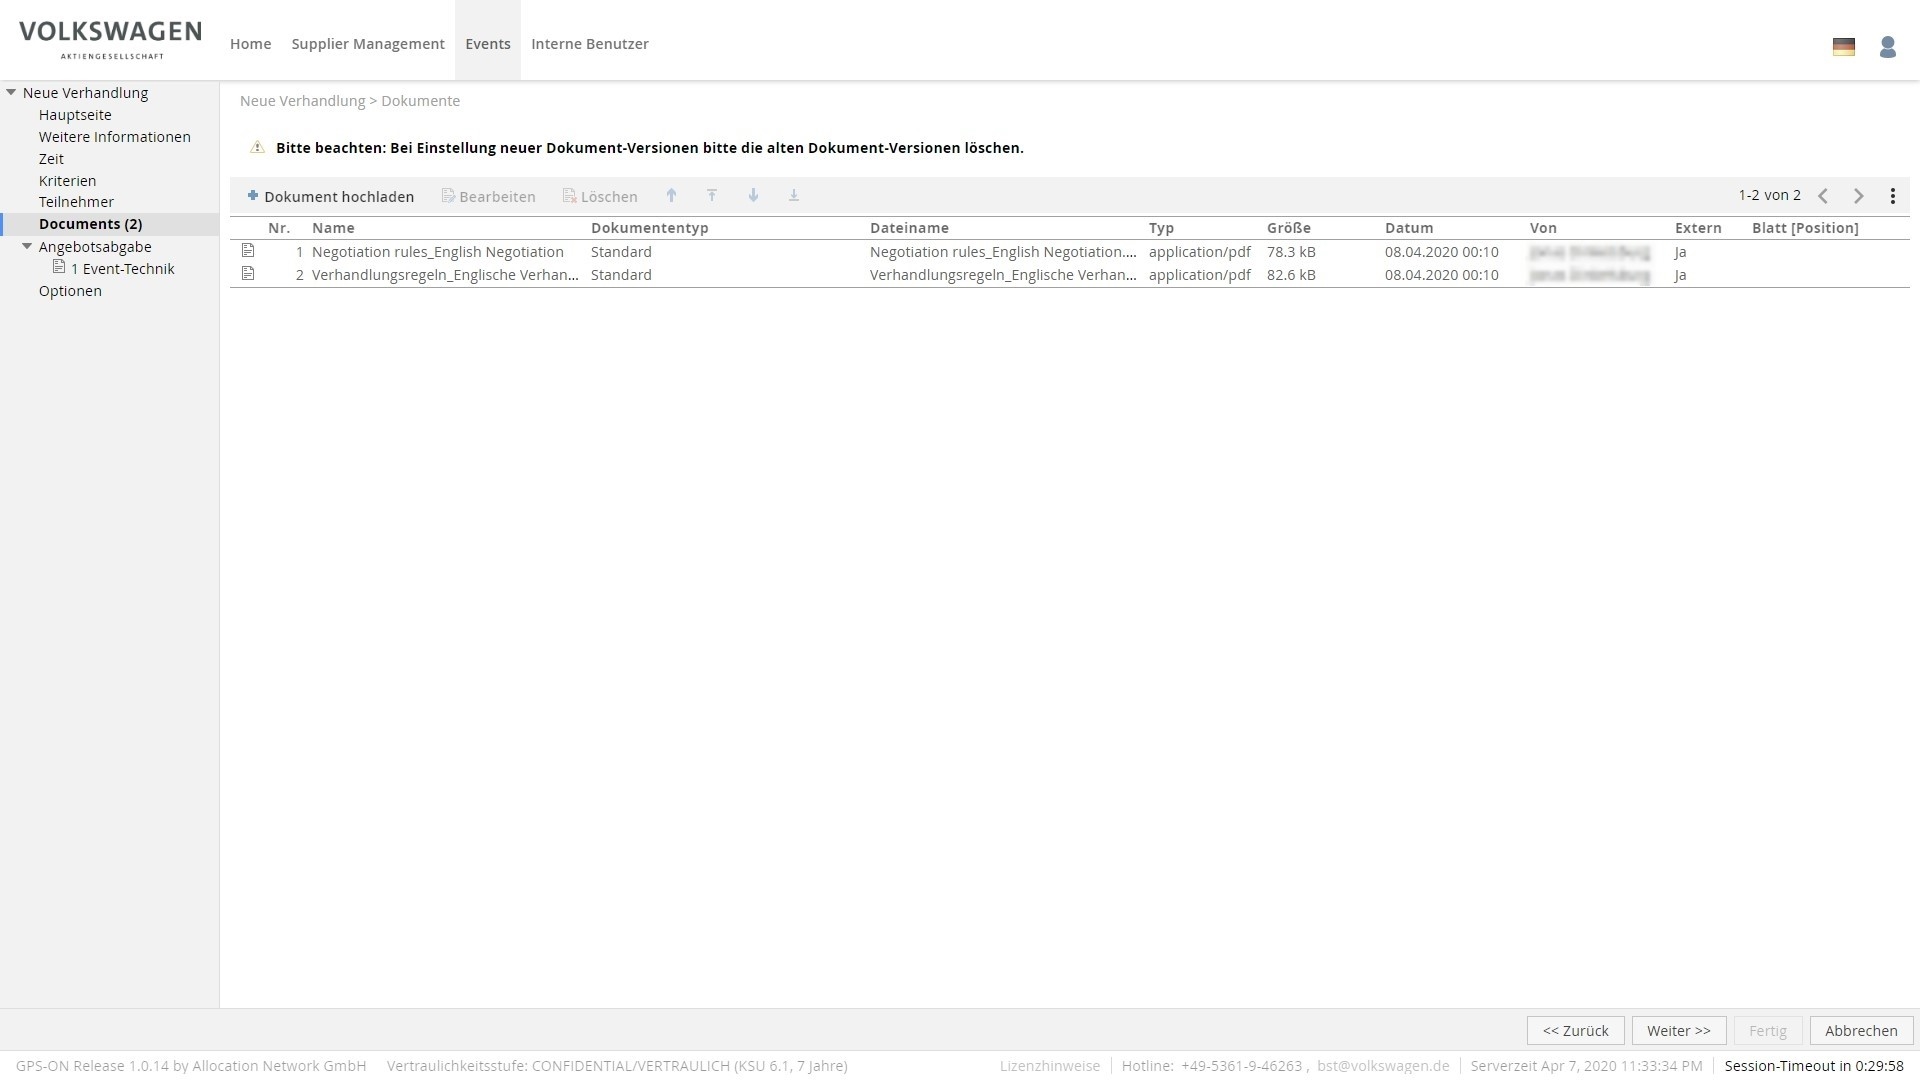 VOLKSWAGEN
AKTIENGESELLSCHAFT
Home Supplier Management Events Interne Benutzer
Neue Verhandlung
Hauptseite
Weitere Informationen
Zeit
Kriterien
Teilnehmer
Documents (2)
Angebotsabgabe
1 Event-Technik
Optionen
Neue Verhandlung > Dokumente
Bitte beachten: Bei Einstellung neuer Dokument-Versionen bitte die alten Dokument-Versionen löschen.
Dokument hochladen Bearbeiten Löschen 1-2 von 2
Nr. Name Dokumententyp Dateiname Typ Größe Datum Von Extern Blatt [Position]
1 Negotiation rules_English Negotiation Standard Negotiation rules_English Negotiation.... application/pdf 78.3 kB 08.04.2020 00:10 Ja
2 Verhandlungsregeln_Englische Verhan... Standard Verhandlungsregeln_Englische Verhan... application/pdf 82.6 kB 08.04.2020 00:10 Ja
<< Zurück Weiter >> Fertig Abbrechen
GPS-ON Release 1.0.14 by Allocation Network GmbH Vertraulichkeitsstufe: CONFIDENTIAL/VERTRAULICH (KSU 6.1, 7 Jahre) Lizenzhinweise Hotline: +49-5361-9-46263 , bst@volkswagen.de Serverzeit Apr 7, 2020 11:33:34 PM Session-Timeout in 0:29:58